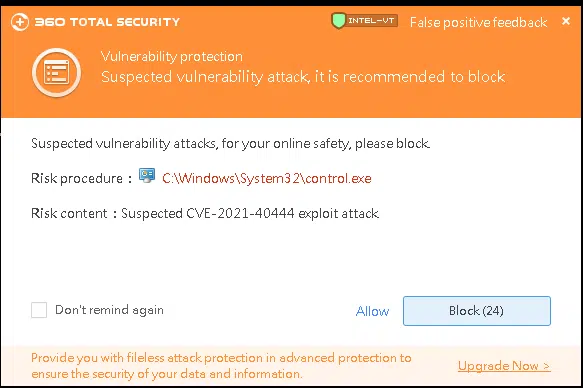 360 TOTAL SECURITY
INTEL-VT
False positive feedback
×
Vulnerability protection
Suspected vulnerability attack, it is recommended to block
Suspected vulnerability attacks, for your online safety, please block.
Risk procedure : C:\Windows\System32\control.exe
Risk content : Suspected CVE-2021-40444 exploit attack
Don't remind again
Allow
Block (24)
Provide you with fileless attack protection in advanced protection to
ensure the security of your data and information.
Upgrade Now >